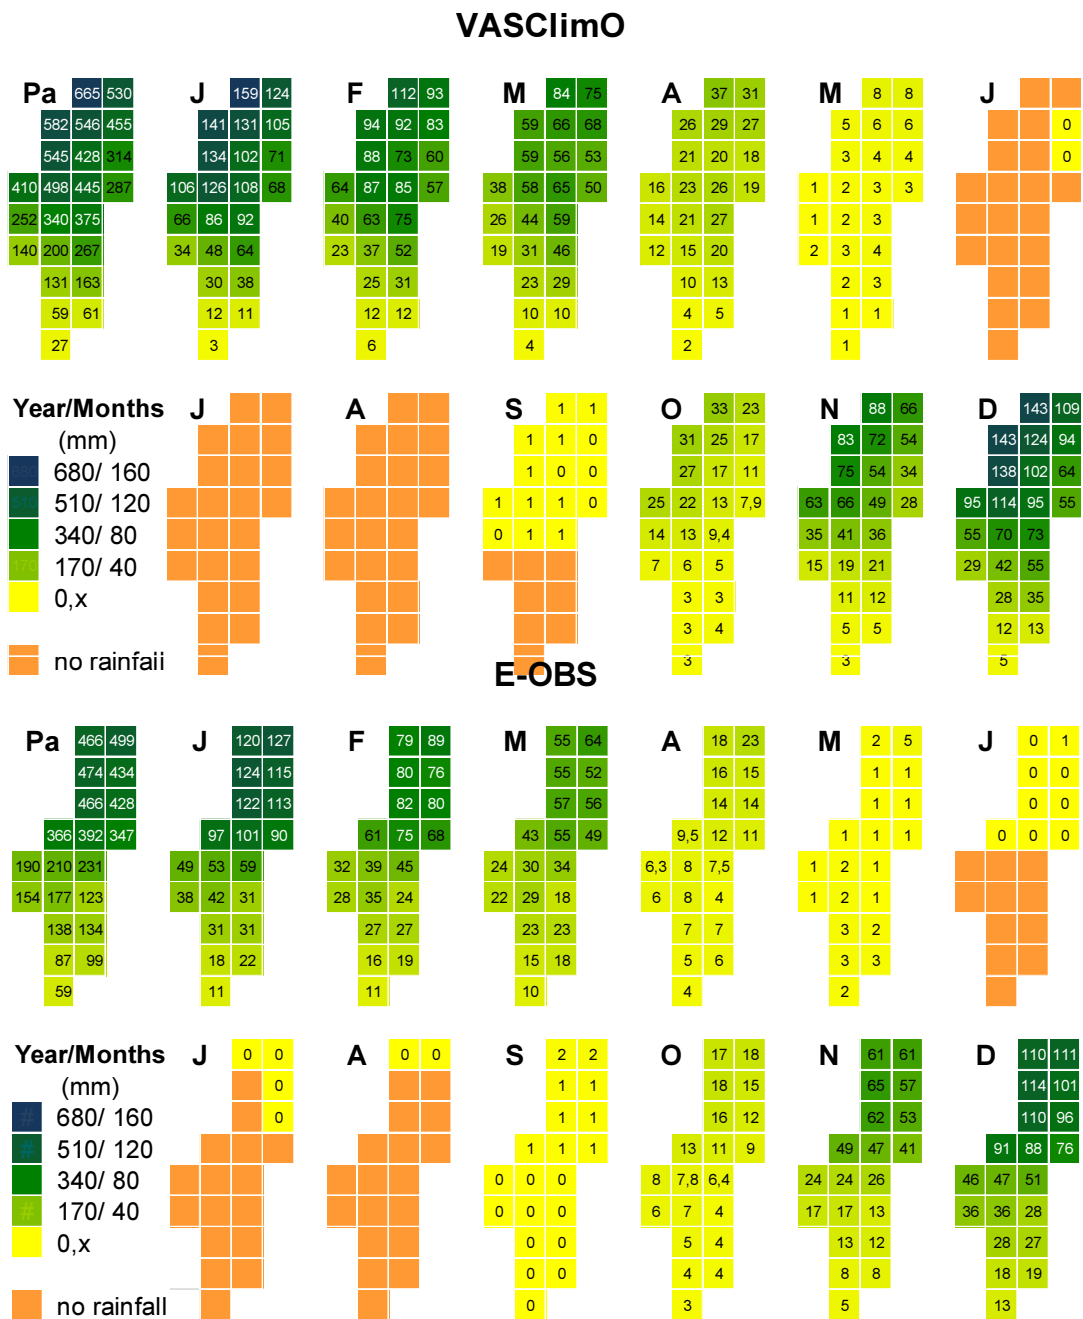 VASClimO
Pa 665 530 J 159 124 F 112 93 M 84 75 A 37 31 M 8 8 J
582 546 455 141 131 105 94 92 83 59 66 68 26 29 27 5 6 6 0
545 428 314 134 102 71 88 73 60 59 56 53 21 20 18 3 4 4 0
410 498 445 287 106 126 108 68 64 87 85 57 38 58 65 50 16 23 26 19 1 2 3 3
252 340 375 66 86 92 40 63 75 26 44 59 14 21 27 1 2 3
140 200 267 34 48 64 23 37 52 19 31 46 12 15 20 2 3 4
131 163 30 38 25 31 23 29 10 13 2 3
59 61 12 11 12 12 10 10 4 5 1 1
27 3 6 4 2 1
Year/Months J A S 1 1 O 33 23 N 88 66 D 143 109
(mm) 1 1 0 31 25 17 83 72 54 143 124 94
680/ 160 1 0 0 27 17 11 75 54 34 138 102 64
510/ 120 1 1 1 0 25 22 13 7,9 63 66 49 28 95 114 95 55
340/ 80 0 1 1 14 13 9,4 35 41 36 55 70 73
170 170/ 40 7 6 5 15 19 21 29 42 55
0,x 3 3 11 12 28 35
3 4 5 5 12 13
no rainfaii 3 3 5
E-OBS
Pa 466 499 J 120 127 F 79 89 M 55 64 A 18 23 M 2 5 J 0 1
474 434 124 115 80 76 55 52 16 15 1 1 0 0
466 428 122 113 82 80 57 56 14 14 1 1 0 0
366 392 347 97 101 90 61 75 68 43 55 49 9,5 12 11 1 1 1 0 0 0
190 210 231 49 53 59 32 39 45 24 30 34 6,3 8 7,5 1 2 1
154 177 123 38 42 31 28 35 24 22 29 18 6 8 4 1 2 1
138 134 31 31 27 27 23 23 7 7 3 2
87 99 18 22 16 19 15 18 5 6 3 3
59 11 11 10 4 2
Year/Months J 0 0 A 0 0 S 2 2 O 17 18 N 61 61 D 110 111
(mm) 0 1 1 18 15 65 57 114 101
# 680/ 160 0 1 1 16 12 62 53 110 96
# 510/ 120 1 1 1 13 11 9 49 47 41 91 88 76
340/ 80 0 0 0 8 7,8 6,4 24 24 26 46 47 51
# 170/ 40 0 0 0 6 7 4 17 17 13 36 36 28
0,x 0 0 5 4 13 12 28 27
0 0 4 4 8 8 18 19
no rainfall 0 3 5 13